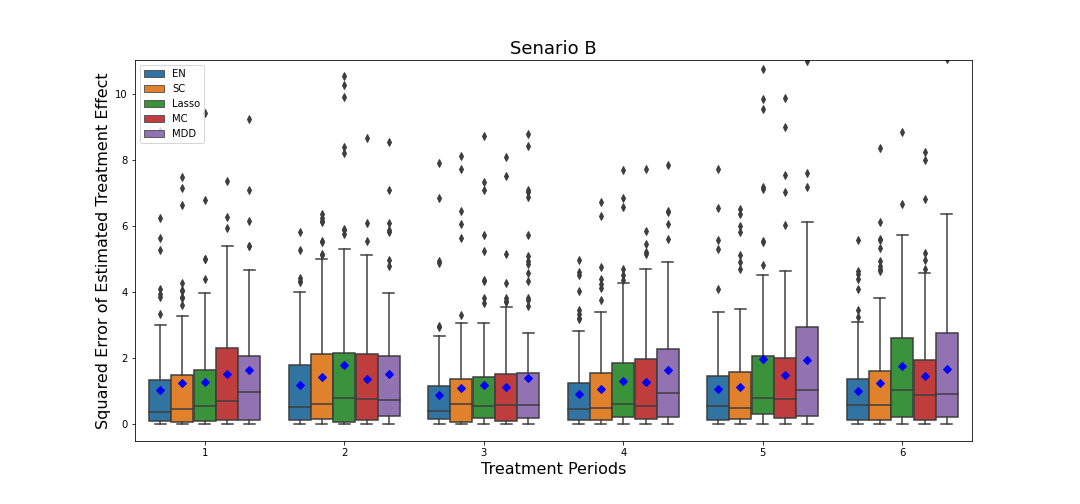 Senario B
Squared Error of Estimated Treatment Effect
10
8
6
4
2
0
EN
SC
Lasso
MC
MDD
1 2 3 4 5 6
Treatment Periods